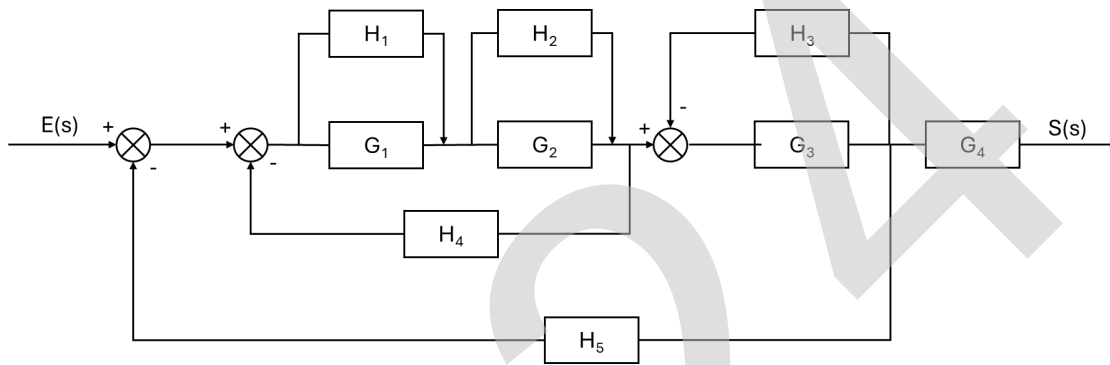 H₁ H₂ H₃
E(s) + + + - S(s)
G₁ G₂ G₃ G₄
- -
H₄
H₅